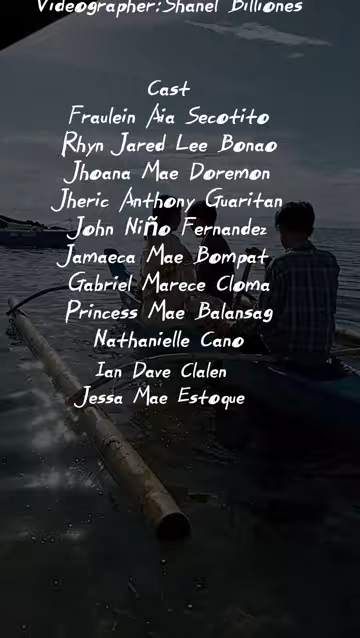 Videographer:Shanel Billiones
Cast
Fraulein Aia Secotito
Rhyn Jared Lee Bonao
Jhoana Mae Doremon
Jheric Anthony Guaritan
John Niño Fernandez
Jamaeca Mae Bompat
Gabriel Marece Cloma
Princess Mae Balansag
Nathanielle Cano
Ian Dave Clalen
Jessa Mae Estoque